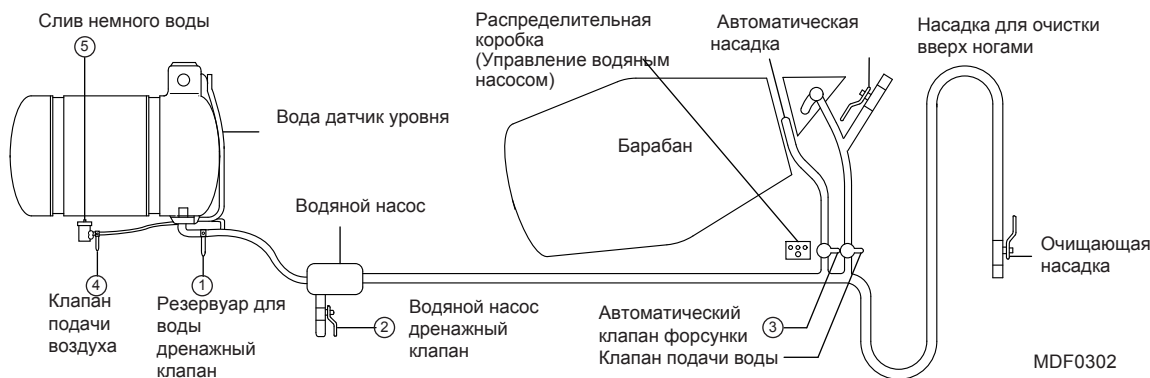 Слив немного воды
5
Вода датчик уровня
Водяной насос
4
Клапан
подачи
воздуха
1
Резервуар для
воды
дренажный
клапан
2
Водяной насос
дренажный
клапан
Распределительная
коробка
(Управление водяным
насосом)
Автоматическая
насадка
Насадка для очистки
вверх ногами
Барабан
Автоматический
клапан форсунки
3
Клапан подачи воды
Очищающая
насадка
MDF0302